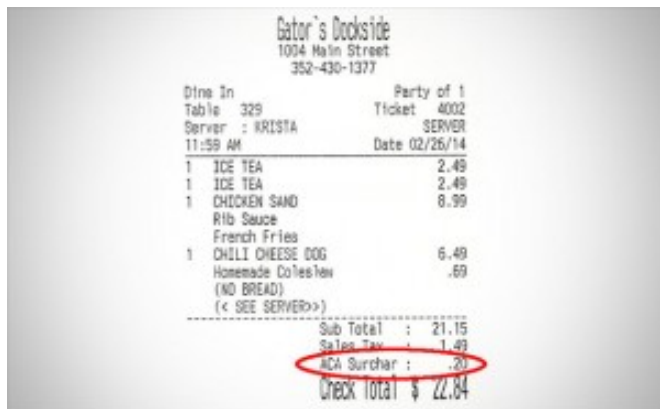 Gator`s Dockside
1004 Main Street
352-430-1377
Dine In Party of 1
Table 329 Ticket 4002
Server : KRISTA SERVER
11:59 AM Date 02/26/14
1 ICE TEA 2.49
1 ICE TEA 2.49
1 CHICKEN SAND 8.99
Rib Sauce
French Fries
1 CHILI CHEESE DOG 6.49
Homemade Coleslaw .69
(NO BREAD)
(< SEE SERVER>>)
Sub Total : 21.15
Sales Tax : 1.49
ACA Surchar : .20
Check Total $ 22.84